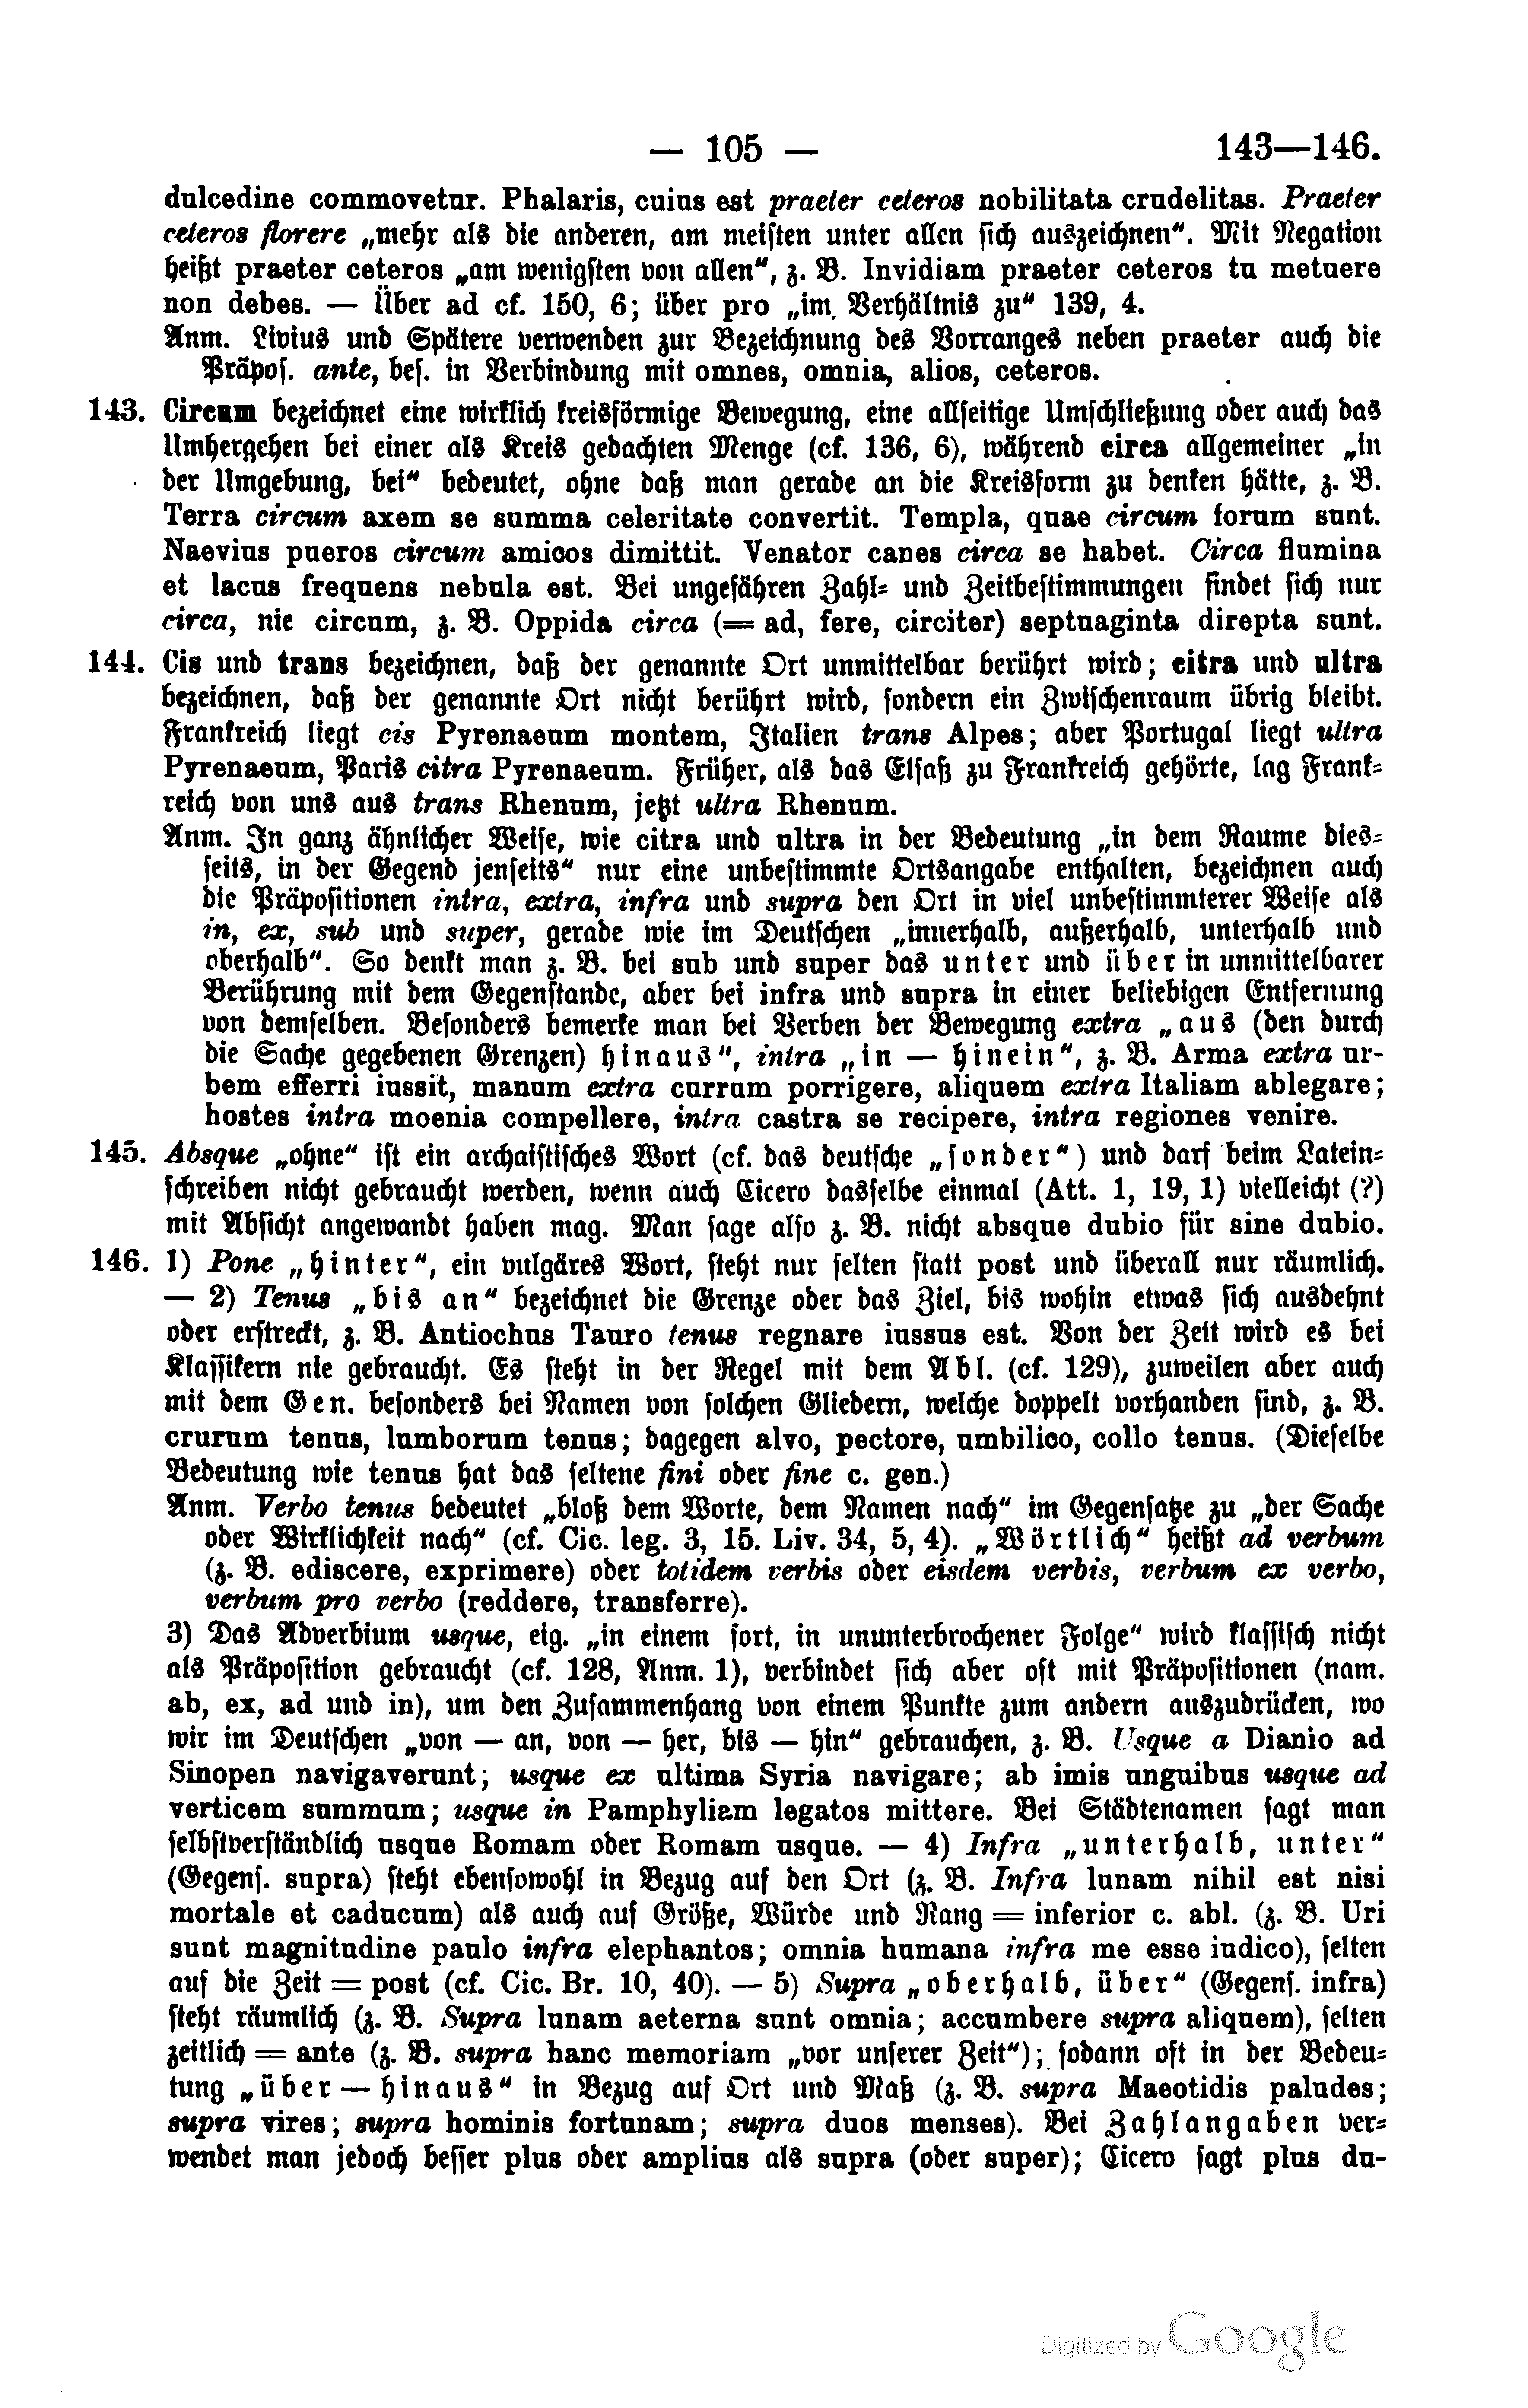 — 105 — 143—146.
dulcedine commovetur. Phalaris, cuius est praeter ceteros nobilitata crudelitas. Praeter
ceteros florere „mehr als die anderen, am meisten unter allen sich auszeichnen“. Mit Negation
heißt praeter ceteros „am wenigsten von allen“, z. B. Invidiam praeter ceteros tu metuere
non debes. — Über ad cf. 150, 6; über pro „im Verhältnis zu“ 139, 4.
Anm. Livius und Spätere verwenden zur Bezeichnung des Vorranges neben praeter auch die
Präpos. ante, bes. in Verbindung mit omnes, omnia, alios, ceteros.
143. Circum bezeichnet eine wirklich kreisförmige Bewegung, eine allseitige Umschließung oder auch das
Umhergehen bei einer als Kreis gedachten Menge (cf. 136, 6), während circa allgemeiner „in
der Umgebung, bei“ bedeutet, ohne daß man gerade an die Kreisform zu denken hätte, z. B.
Terra circum axem se summa celeritate convertit. Templa, quae circum forum sunt.
Naevius pueros circum amicos dimittit. Venator canes circa se habet. Circa flumina
et lacus frequens nebula est. Bei ungefähren Zahl- und Zeitbestimmungen findet sich nur
circa, nie circum, z. B. Oppida circa (= ad, fere, circiter) septuaginta direpta sunt.
144. Cis und trans bezeichnen, daß der genannte Ort unmittelbar berührt wird; citra und ultra
bezeichnen, daß der genannte Ort nicht berührt wird, sondern ein Zwischenraum übrig bleibt.
Frankreich liegt cis Pyrenaeum montem, Italien trans Alpes; aber Portugal liegt ultra
Pyrenaeum, Paris citra Pyrenaeum. Früher, als das Elsaß zu Frankreich gehörte, lag Frank-
reich von uns aus trans Rhenum, jetzt ultra Rhenum.
Anm. In ganz ähnlicher Weise, wie citra und ultra in der Bedeutung „in dem Raume dies-
seits, in der Gegend jenseits“ nur eine unbestimmte Ortsangabe enthalten, bezeichnen auch
die Präpositionen intra, extra, infra und supra den Ort in viel unbestimmterer Weise als
in, ex, sub und super, gerade wie im Deutschen „innerhalb, außerhalb, unterhalb und
oberhalb“. So denkt man z. B. bei sub und super das unter und über in unmittelbarer
Berührung mit dem Gegenstande, aber bei infra und supra in einer beliebigen Entfernung
von demselben. Besonders bemerke man bei Verben der Bewegung extra „aus (den durch
die Sache gegebenen Grenzen) hinaus“, intra „in — hinein“, z. B. Arma extra ur-
bem efferri iussit, manum extra currum porrigere, aliquem extra Italiam ablegare;
hostes intra moenia compellere, intra castra se recipere, intra regiones venire.
145. Absque „ohne“ ist ein archaistisches Wort (cf. das deutsche „sonder“) und darf beim Latein-
schreiben nicht gebraucht werden, wenn auch Cicero dasselbe einmal (Att. 1, 19, 1) vielleicht (?)
mit Absicht angewandt haben mag. Man sage also z. B. nicht absque dubio für sine dubio.
146. 1) Pone „hinter“, ein vulgäres Wort, steht nur selten statt post und überall nur räumlich.
— 2) Tenus „bis an“ bezeichnet die Grenze oder das Ziel, bis wohin etwas sich ausdehnt
oder erstreckt, z. B. Antiochus Tauro tenus regnare iussus est. Von der Zeit wird es bei
Klassikern nie gebraucht. Es steht in der Regel mit dem Abl. (cf. 129), zuweilen aber auch
mit dem Gen. besonders bei Namen von solchen Gliedern, welche doppelt vorhanden sind, z. B.
crurum tenus, lumborum tenus; dagegen alvo, pectore, umbilico, collo tenus. (Dieselbe
Bedeutung wie tenus hat das seltene fini oder fine c. gen.)
Anm. Verbo tenus bedeutet „bloß dem Worte, dem Namen nach“ im Gegensatze zu „der Sache
oder Wirklichkeit nach“ (cf. Cic. leg. 3, 15. Liv. 34, 5, 4). „Wörtlich“ heißt ad verbum
(z. B. ediscere, exprimere) oder totidem verbis oder eisdem verbis, verbum ex verbo,
verbum pro verbo (reddere, transferre).
3) Das Adverbium usque, eig. „in einem fort, in ununterbrochener Folge“ wird klassisch nicht
als Präposition gebraucht (cf. 128, Anm. 1), verbindet sich aber oft mit Präpositionen (nam.
ab, ex, ad und in), um den Zusammenhang von einem Punkte zum andern auszudrücken, wo
wir im Deutschen „von — an, von — her, bis — hin“ gebrauchen, z. B. Usque a Dianio ad
Sinopen navigaverunt; usque ex ultima Syria navigare; ab imis unguibus usque ad
verticem summum; usque in Pamphyliam legatos mittere. Bei Städtenamen sagt man
selbstverständlich usque Romam oder Romam usque. — 4) Infra „unterhalb, unter“
(Gegens. supra) steht ebensowohl in Bezug auf den Ort (z. B. Infra lunam nihil est nisi
mortale et caducum) als auch auf Größe, Würde und Rang = inferior c. abl. (z. B. Uri
sunt magnitudine paulo infra elephantos; omnia humana infra me esse iudico), selten
auf die Zeit = post (cf. Cic. Br. 10, 40). — 5) Supra „oberhalb, über“ (Gegens. infra)
steht räumlich (z. B. Supra lunam aeterna sunt omnia; accumbere supra aliquem), selten
zeitlich = ante (z. B. supra hanc memoriam „vor unserer Zeit“); sodann oft in der Bedeu-
tung „über — hinaus“ in Bezug auf Ort und Maß (z. B. supra Maeotidis paludes;
supra vires; supra hominis fortunam; supra duos menses). Bei Zahlangaben ver-
wendet man jedoch besser plus oder amplius als supra (oder super); Cicero sagt plus du-
Digitized by Google